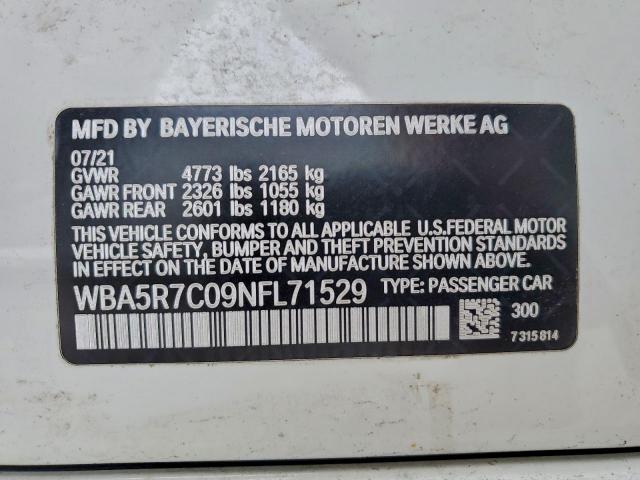 MFD BY BAYERISCHE MOTOREN WERKE AG
07/21
GVWR 4773 lbs 2165 kg
GAWR FRONT 2326 lbs 1055 kg
GAWR REAR 2601 lbs 1180 kg
THIS VEHICLE CONFORMS TO ALL APPLICABLE U.S.FEDERAL MOTOR
VEHICLE SAFETY, BUMPER AND THEFT PREVENTION STANDARDS
IN EFFECT ON THE DATE OF MANUFACTURE SHOWN ABOVE.
WBA5R7C09NFL71529 TYPE: PASSENGER CAR
300
7315814